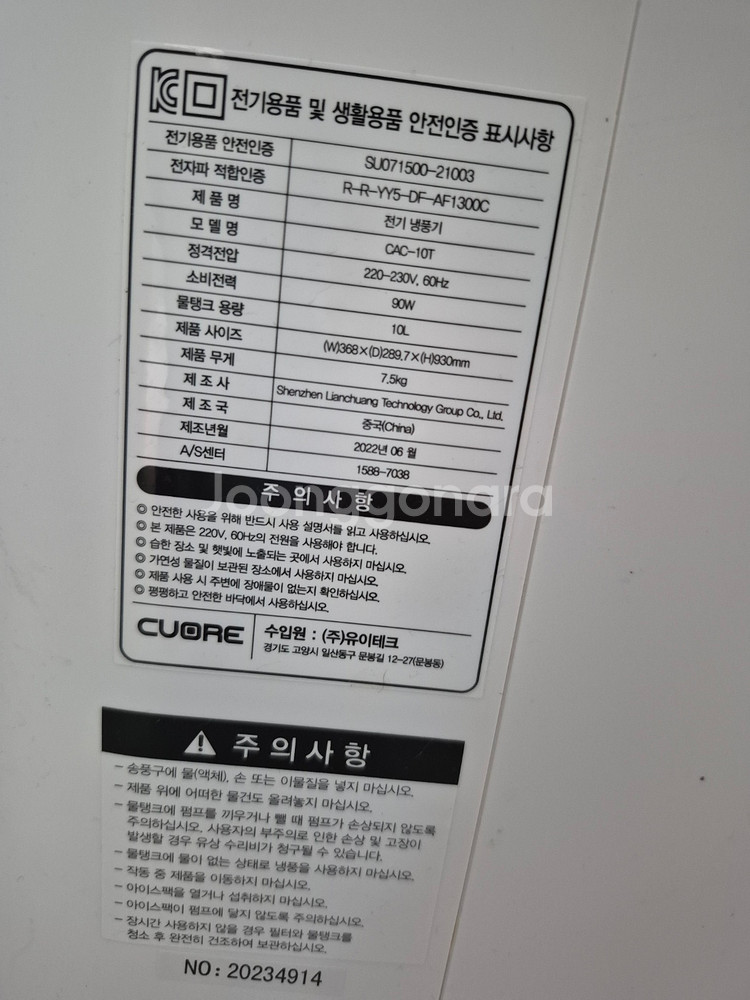 전기용품 및 생활용품 안전인증 표시사항
전기용품 안전인증 SU071500-21003
전자파 적합인증 R-R-YY5-DF-AF1300C
제 품 명 전기 냉풍기
모 델 명 CAC-10T
정격전압 220-230V, 60Hz
소비전력 90W
물탱크 용량 10L
제품 사이즈 (W)368×(D)289.7×(H)930mm
제품 무게 7.5kg
제 조 사 Shenzhen Lianchuang Technology Group Co., Ltd.
제 조 국 중국(China)
제조년월 2022년 06 월
A/S센터 1588-7038
주 의 사 항
joonggonara
◎ 안전한 사용을 위해 반드시 사용 설명서를 읽고 사용하십시오.
◎ 본 제품은 220V, 60Hz의 전원을 사용해야 합니다.
◎ 습한 장소 및 햇빛에 노출되는 곳에서 사용하지 마십시오.
◎ 가연성 물질이 보관된 장소에서 사용하지 마십시오.
◎ 제품 사용 시 주변에 장애물이 없는지 확인하십시오.
◎ 평평하고 안전한 바닥에서 사용하십시오.
CUORE 수입원 : (주)유이테크
경기도 고양시 일산동구 문봉길 12-27(문봉동)
주 의 사 항
- 송풍구에 물(액체), 손 또는 이물질을 넣지 마십시오.
- 제품 위에 어떠한 물건도 올려놓지 마십시오.
- 물탱크에 펌프를 끼우거나 뺄 때 펌프가 손상되지 않도록
주의하십시오. 사용자의 부주의로 인한 손상 및 고장이
발생할 경우 유상 수리비가 청구될 수 있습니다.
- 물탱크에 물이 없는 상태로 냉풍을 사용하지 마십시오.
- 작동 중 제품을 이동하지 마십시오.
- 아이스팩을 열거나 섭취하지 마십시오.
- 아이스팩이 펌프에 닿지 않도록 주의하십시오.
- 장시간 사용하지 않을 경우 필터와 물탱크를
청소 후 완전히 건조하여 보관하십시오.
NO: 20234914